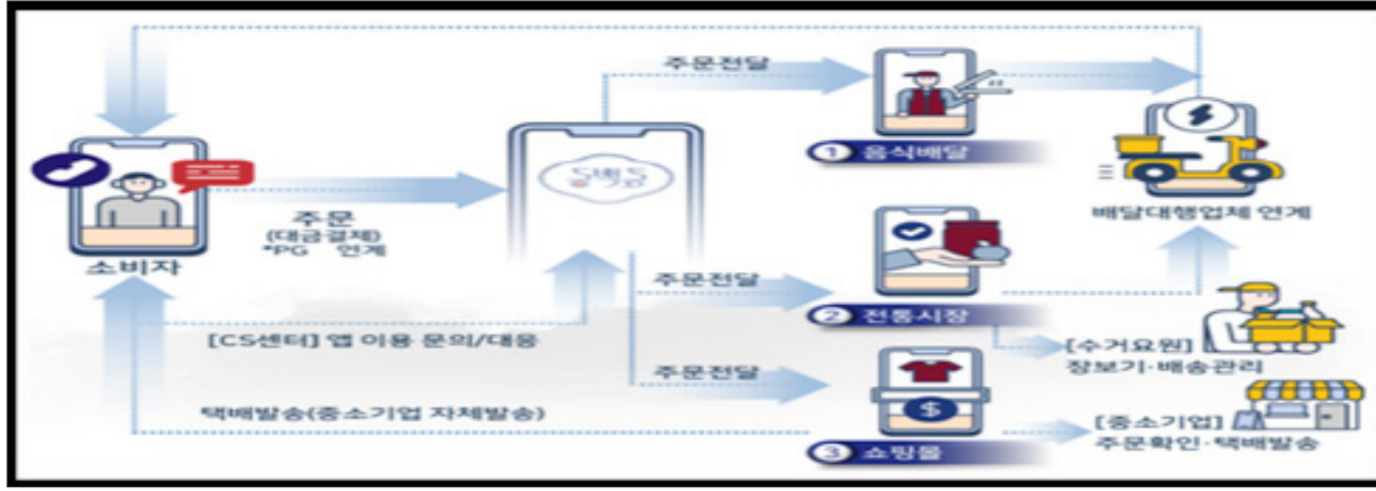 주문전달
1 음식배달
주문
(대금결제)
*PG 연계
소비자
배달대행업체 연계
주문전달
2 전통시장
[CS센터] 앱 이용 문의/대응
[수거요원]
장보기·배송관리
주문전달
택배발송(중소기업 자체발송)
3 쇼핑몰
[중소기업]
주문확인·택배발송